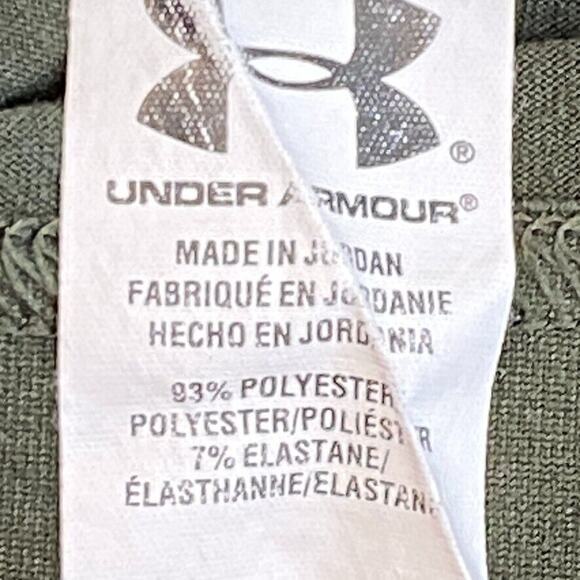 UNDER ARMOUR®
MADE IN JORDAN
FABRIQUÉ EN JORDANIE
HECHO EN JORDANIA
93% POLYESTER
POLYESTER/POLIÉSTER
7% ELASTANE/
ÉLASTHANNE/ELASTAN